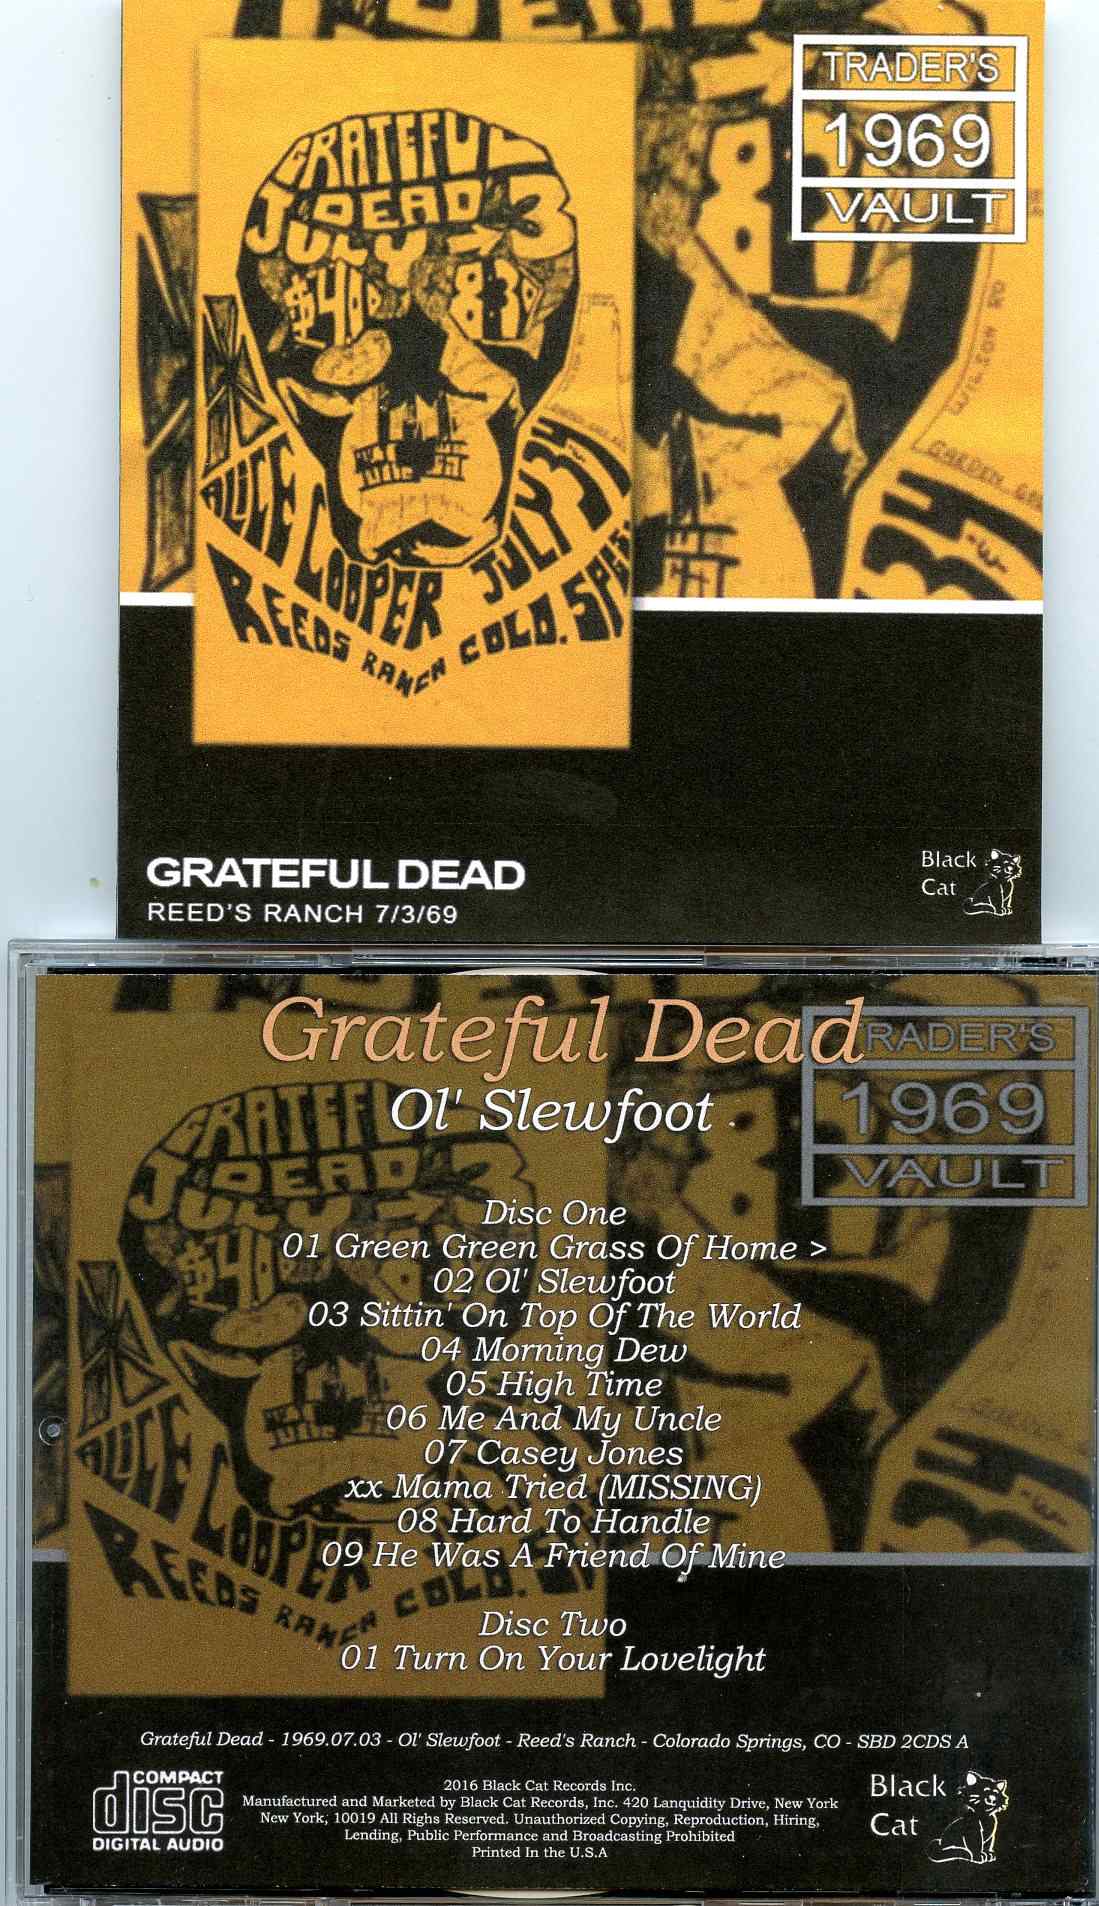 TRADER'S
1969
VAULT
GRATEFUL
DEAD
JULY → 3
$4.00 8:30
ALICE COOPER JULY 3
REEDS RANCH COLO. SPGS.
WILSON RD
GARDEN
GRATEFUL DEAD
REED'S RANCH 7/3/69
Black
Cat
Grateful Dead
Ol' Slewfoot
TRADER'S
1969
VAULT
Disc One
01 Green Green Grass Of Home >
02 Ol' Slewfoot
03 Sittin' On Top Of The World
04 Morning Dew
05 High Time
06 Me And My Uncle
07 Casey Jones
xx Mama Tried (MISSING)
08 Hard To Handle
09 He Was A Friend Of Mine
Disc Two
01 Turn On Your Lovelight
Grateful Dead - 1969.07.03 - Ol' Slewfoot - Reed's Ranch - Colorado Springs, CO - SBD 2CDS A
COMPACT
disc
DIGITAL AUDIO
2016 Black Cat Records Inc.
Manufactured and Marketed by Black Cat Records, Inc. 420 Lanquidity Drive, New York
New York, 10019 All Righs Reserved. Unauthorized Copying, Reproduction, Hiring,
Lending, Public Performance and Broadcasting Prohibited
Printed In the U.S.A
Black
Cat